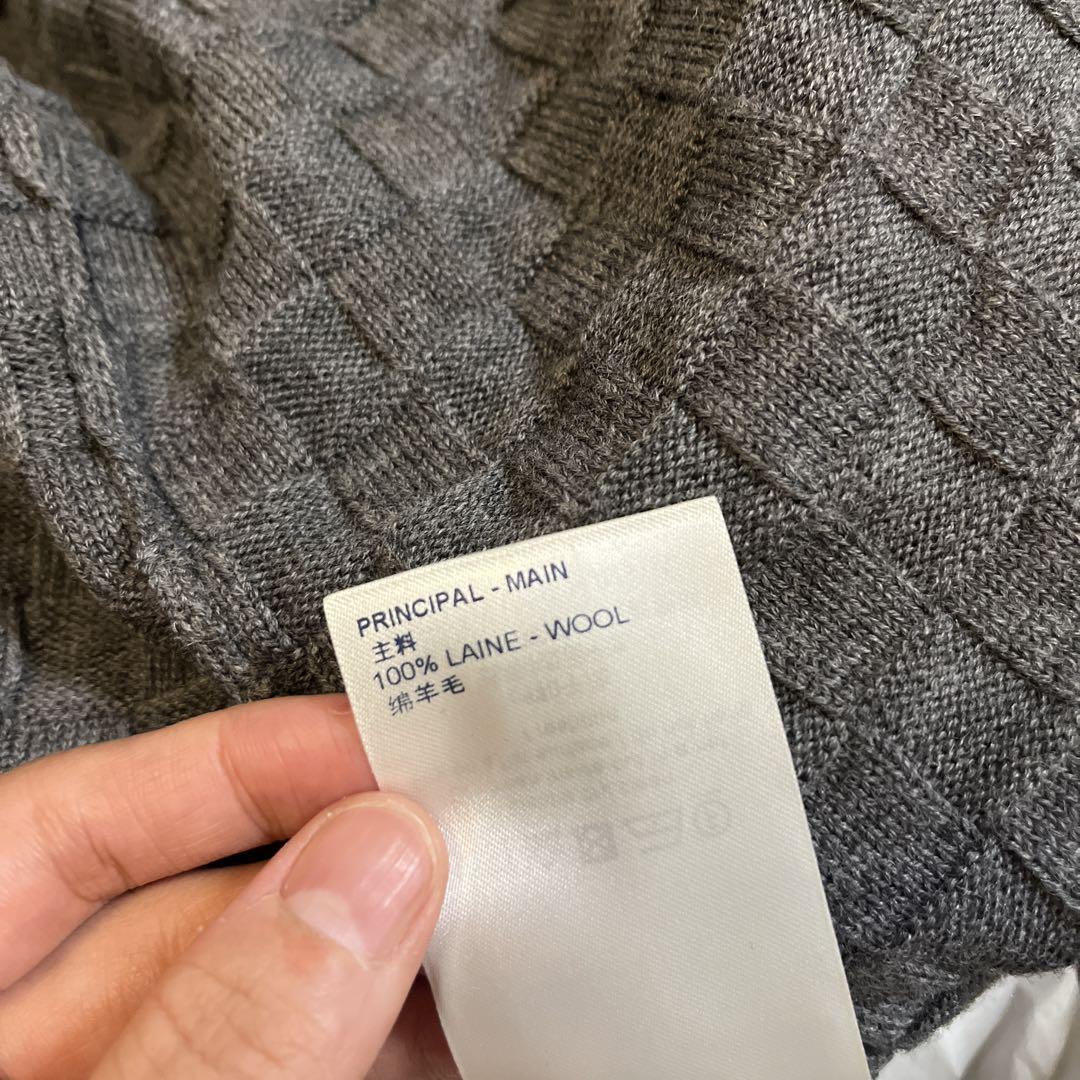 PRINCIPAL - MAIN
主料
100% LAINE - WOOL
绵羊毛